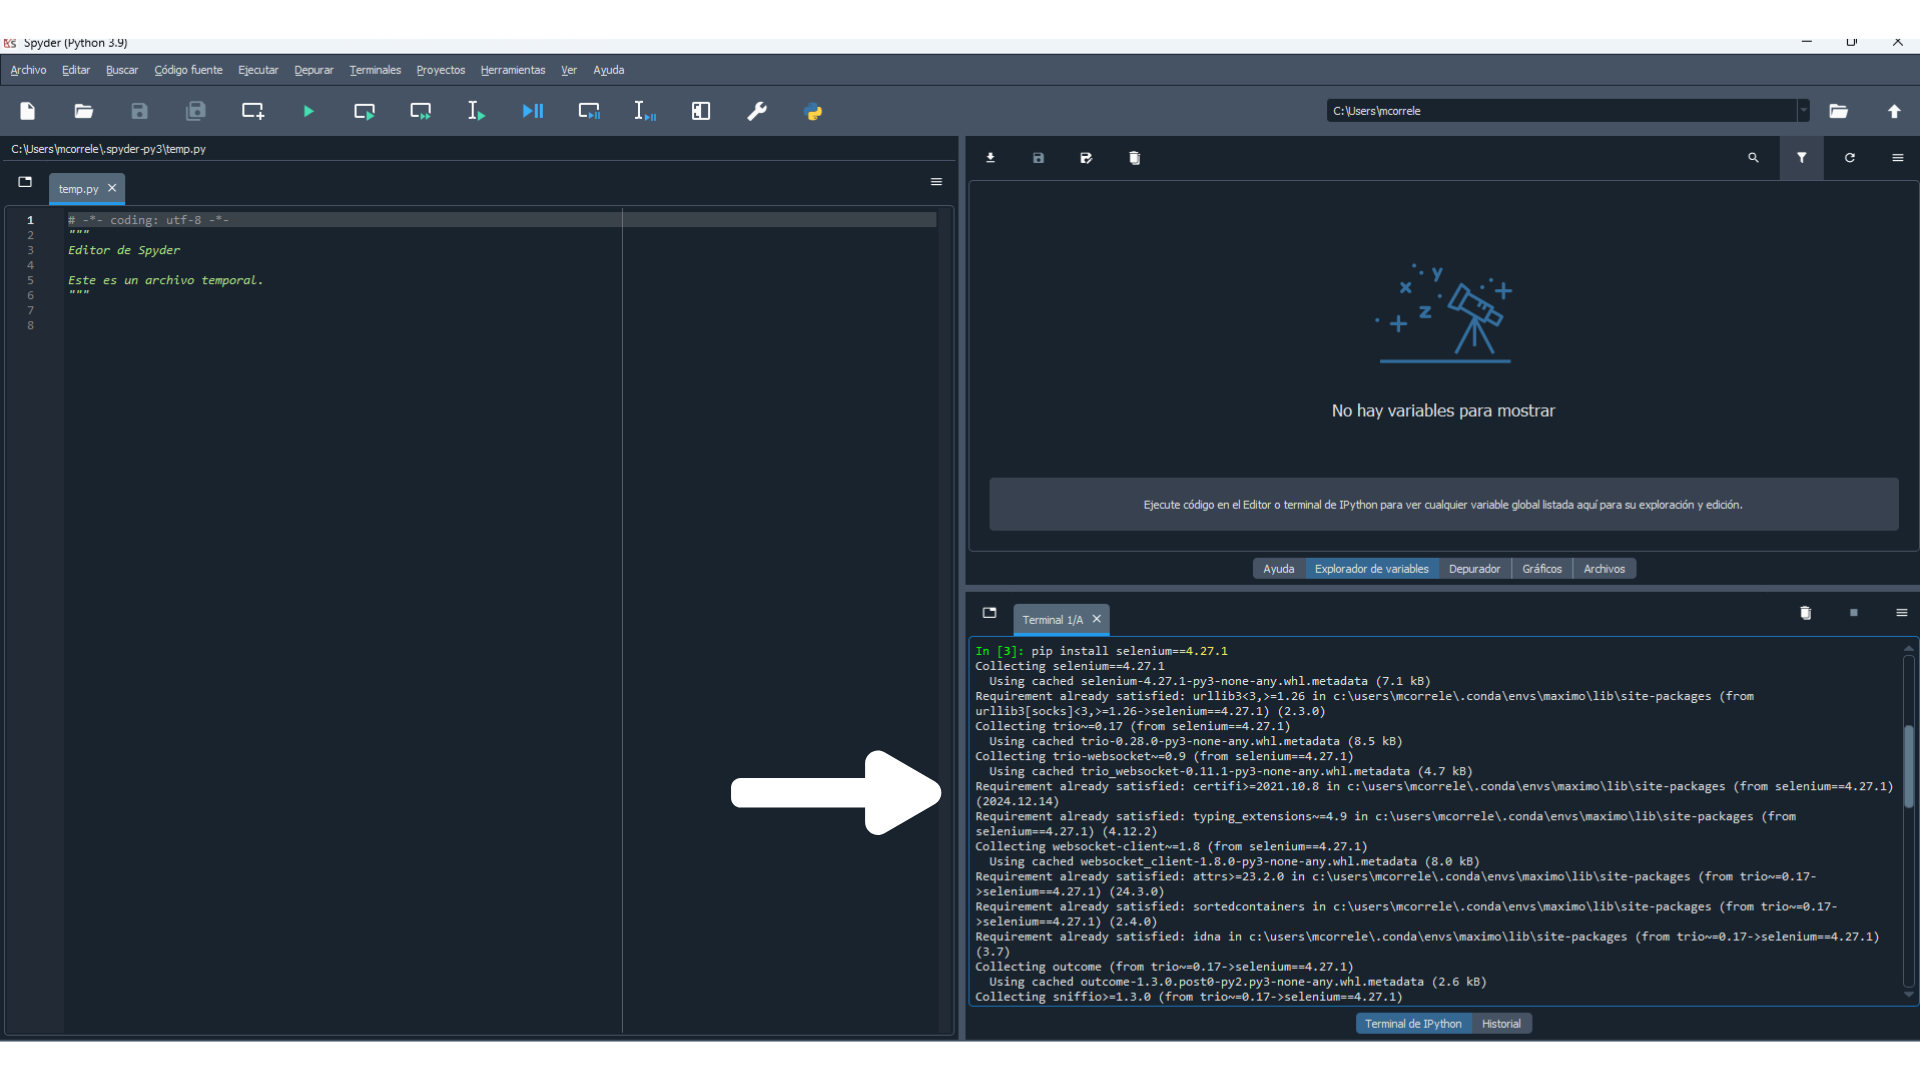 Spyder (Python 3.9)
Archivo Editar Buscar Código fuente Ejecutar Depurar Terminales Proyectos Herramientas Ver Ayuda
C:\Users\mcorrele
C:\Users\mcorrele\.spyder-py3\temp.py
temp.py
1 # -*- coding: utf-8 -*-
2 """
3 Editor de Spyder
4
5 Este es un archivo temporal.
6 """
7
8
x y z
No hay variables para mostrar
Ejecute código en el Editor o terminal de IPython para ver cualquier variable global listada aquí para su exploración y edición.
Ayuda Explorador de variables Depurador Gráficos Archivos
Terminal 1/A
In [3]: pip install selenium==4.27.1
Collecting selenium==4.27.1
Using cached selenium-4.27.1-py3-none-any.whl.metadata (7.1 kB)
Requirement already satisfied: urllib3<3,>=1.26 in c:\users\mcorrele\.conda\envs\maximo\lib\site-packages (from
urllib3[socks]<3,>=1.26->selenium==4.27.1) (2.3.0)
Collecting trio~=0.17 (from selenium==4.27.1)
Using cached trio-0.28.0-py3-none-any.whl.metadata (8.5 kB)
Collecting trio-websocket~=0.9 (from selenium==4.27.1)
Using cached trio_websocket-0.11.1-py3-none-any.whl.metadata (4.7 kB)
Requirement already satisfied: certifi>=2021.10.8 in c:\users\mcorrele\.conda\envs\maximo\lib\site-packages (from selenium==4.27.1)
(2024.12.14)
Requirement already satisfied: typing_extensions~=4.9 in c:\users\mcorrele\.conda\envs\maximo\lib\site-packages (from
selenium==4.27.1) (4.12.2)
Collecting websocket-client~=1.8 (from selenium==4.27.1)
Using cached websocket_client-1.8.0-py3-none-any.whl.metadata (8.0 kB)
Requirement already satisfied: attrs>=23.2.0 in c:\users\mcorrele\.conda\envs\maximo\lib\site-packages (from trio~=0.17-
>selenium==4.27.1) (24.3.0)
Requirement already satisfied: sortedcontainers in c:\users\mcorrele\.conda\envs\maximo\lib\site-packages (from trio~=0.17-
>selenium==4.27.1) (2.4.0)
Requirement already satisfied: idna in c:\users\mcorrele\.conda\envs\maximo\lib\site-packages (from trio~=0.17->selenium==4.27.1)
(3.7)
Collecting outcome (from trio~=0.17->selenium==4.27.1)
Using cached outcome-1.3.0.post0-py2.py3-none-any.whl.metadata (2.6 kB)
Collecting sniffio>=1.3.0 (from trio~=0.17->selenium==4.27.1)
Terminal de IPython Historial